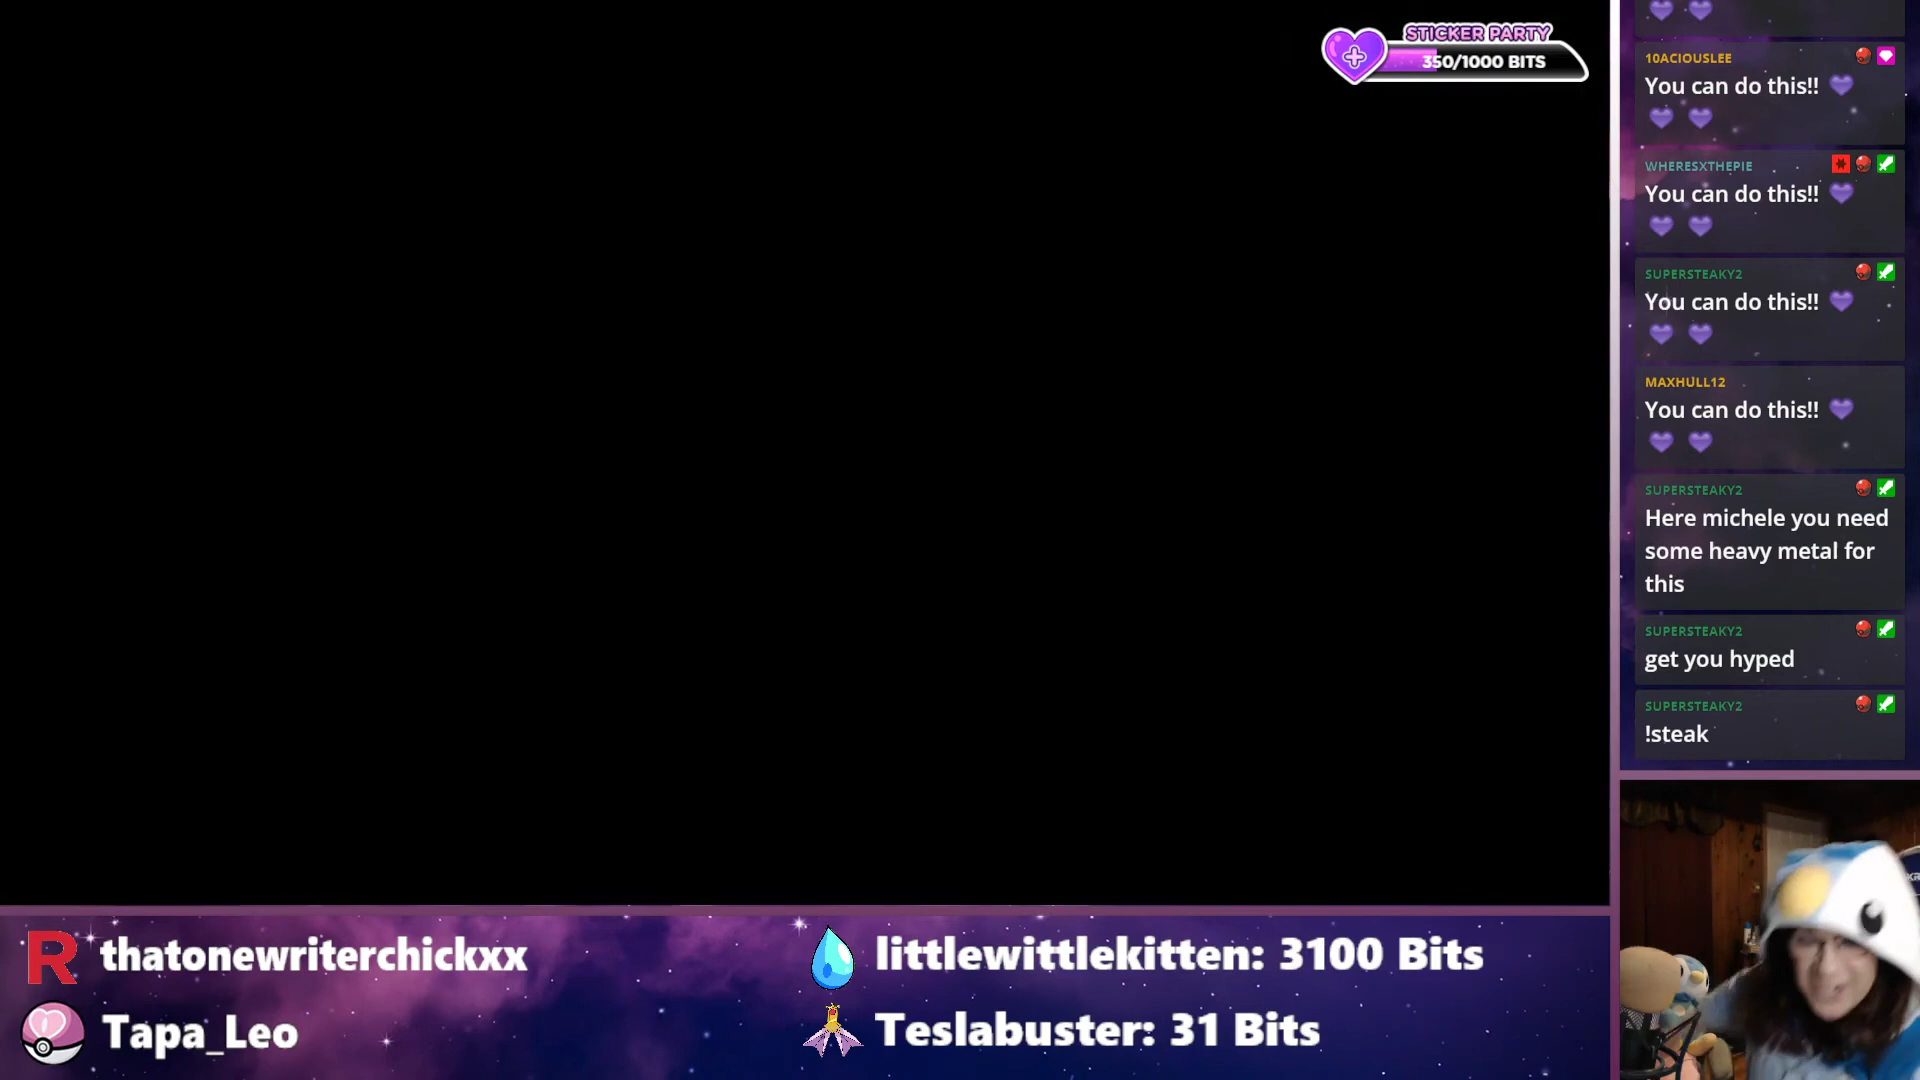 STICKER PARTY
350/1000 BITS
10ACIOUSLEE
You can do this!!
WHERESXTHEPIE
You can do this!!
SUPERSTEAKY2
You can do this!!
MAXHULL12
You can do this!!
SUPERSTEAKY2
Here michele you need
some heavy metal for
this
SUPERSTEAKY2
get you hyped
SUPERSTEAKY2
!steak
R thatonewriterchickxx
Tapa_Leo
littlewittlekitten: 3100 Bits
Teslabuster: 31 Bits